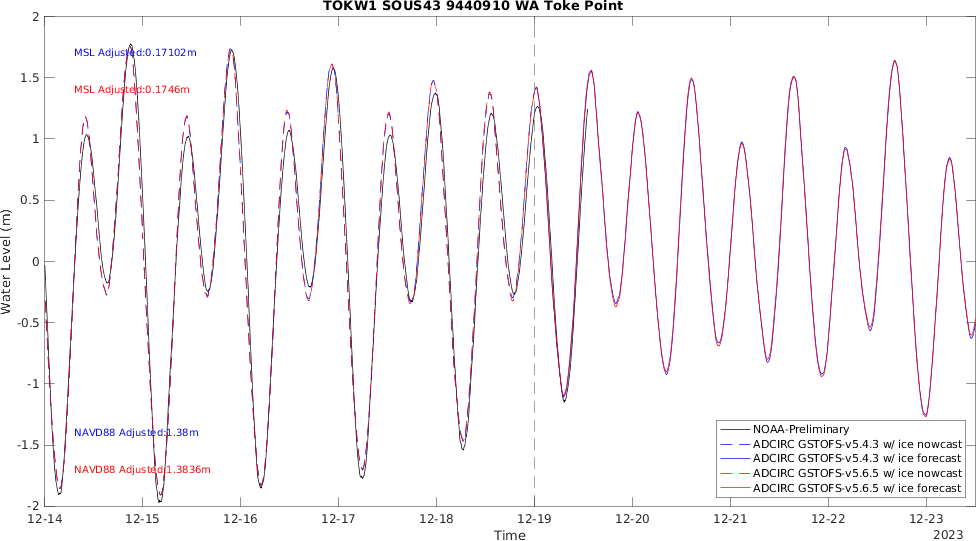 TOKW1 SOUS43 9440910 WA Toke Point
2
1.5
1
0.5
0
-0.5
-1
-1.5
-2
Water Level (m)
MSL Adjusted:0.17102m
MSL Adjusted:0.1746m
NAVD88 Adjusted:1.38m
NAVD88 Adjusted:1.3836m
NOAA-Preliminary
ADCIRC GSTOFS-v5.4.3 w/ ice nowcast
ADCIRC GSTOFS-v5.4.3 w/ ice forecast
ADCIRC GSTOFS-v5.6.5 w/ ice nowcast
ADCIRC GSTOFS-v5.6.5 w/ ice forecast
12-14 12-15 12-16 12-17 12-18 12-19 12-20 12-21 12-22 12-23
Time
2023